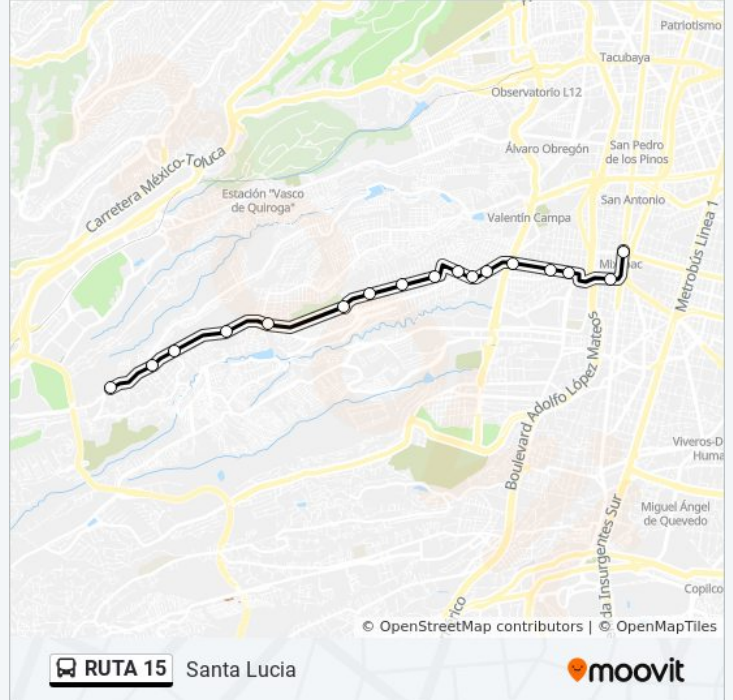 Patriotismo
Tacubaya
Observatorio L12
Carretera México-Toluca
Álvaro Obregón
San Pedro
de los Pinos
Estación "Vasco
de Quiroga"
San Antonio
Valentín Campa
Metrobús Línea 1
Boulevard Adolfo López Mateos
Viveros-D
Huma
Miguel Ángel
de Quevedo
da Insurgentes Sur
Copilco
érico
© OpenStreetMap contributors | © OpenMapTiles
RUTA 15 Santa Lucia
moovit